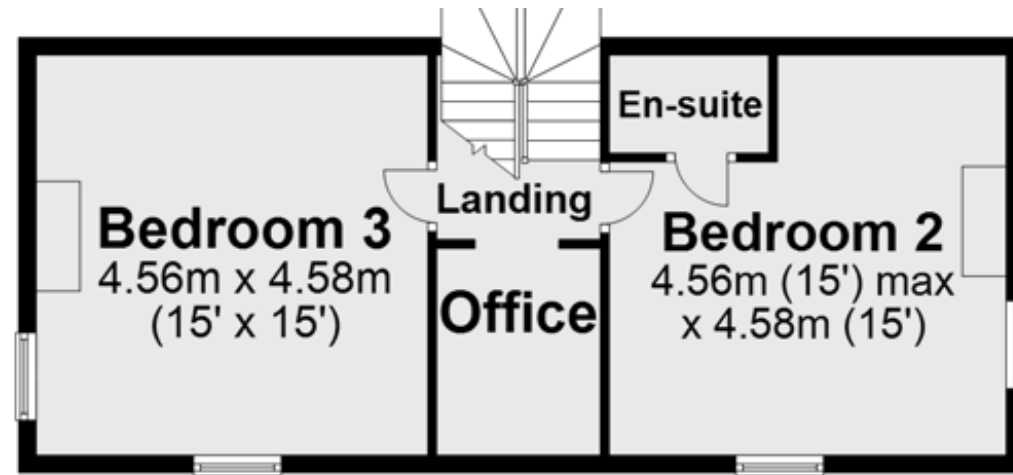 En-suite
Landing
Bedroom 3
4.56m x 4.58m
(15' x 15')
Office
Bedroom 2
4.56m (15') max
x 4.58m (15')